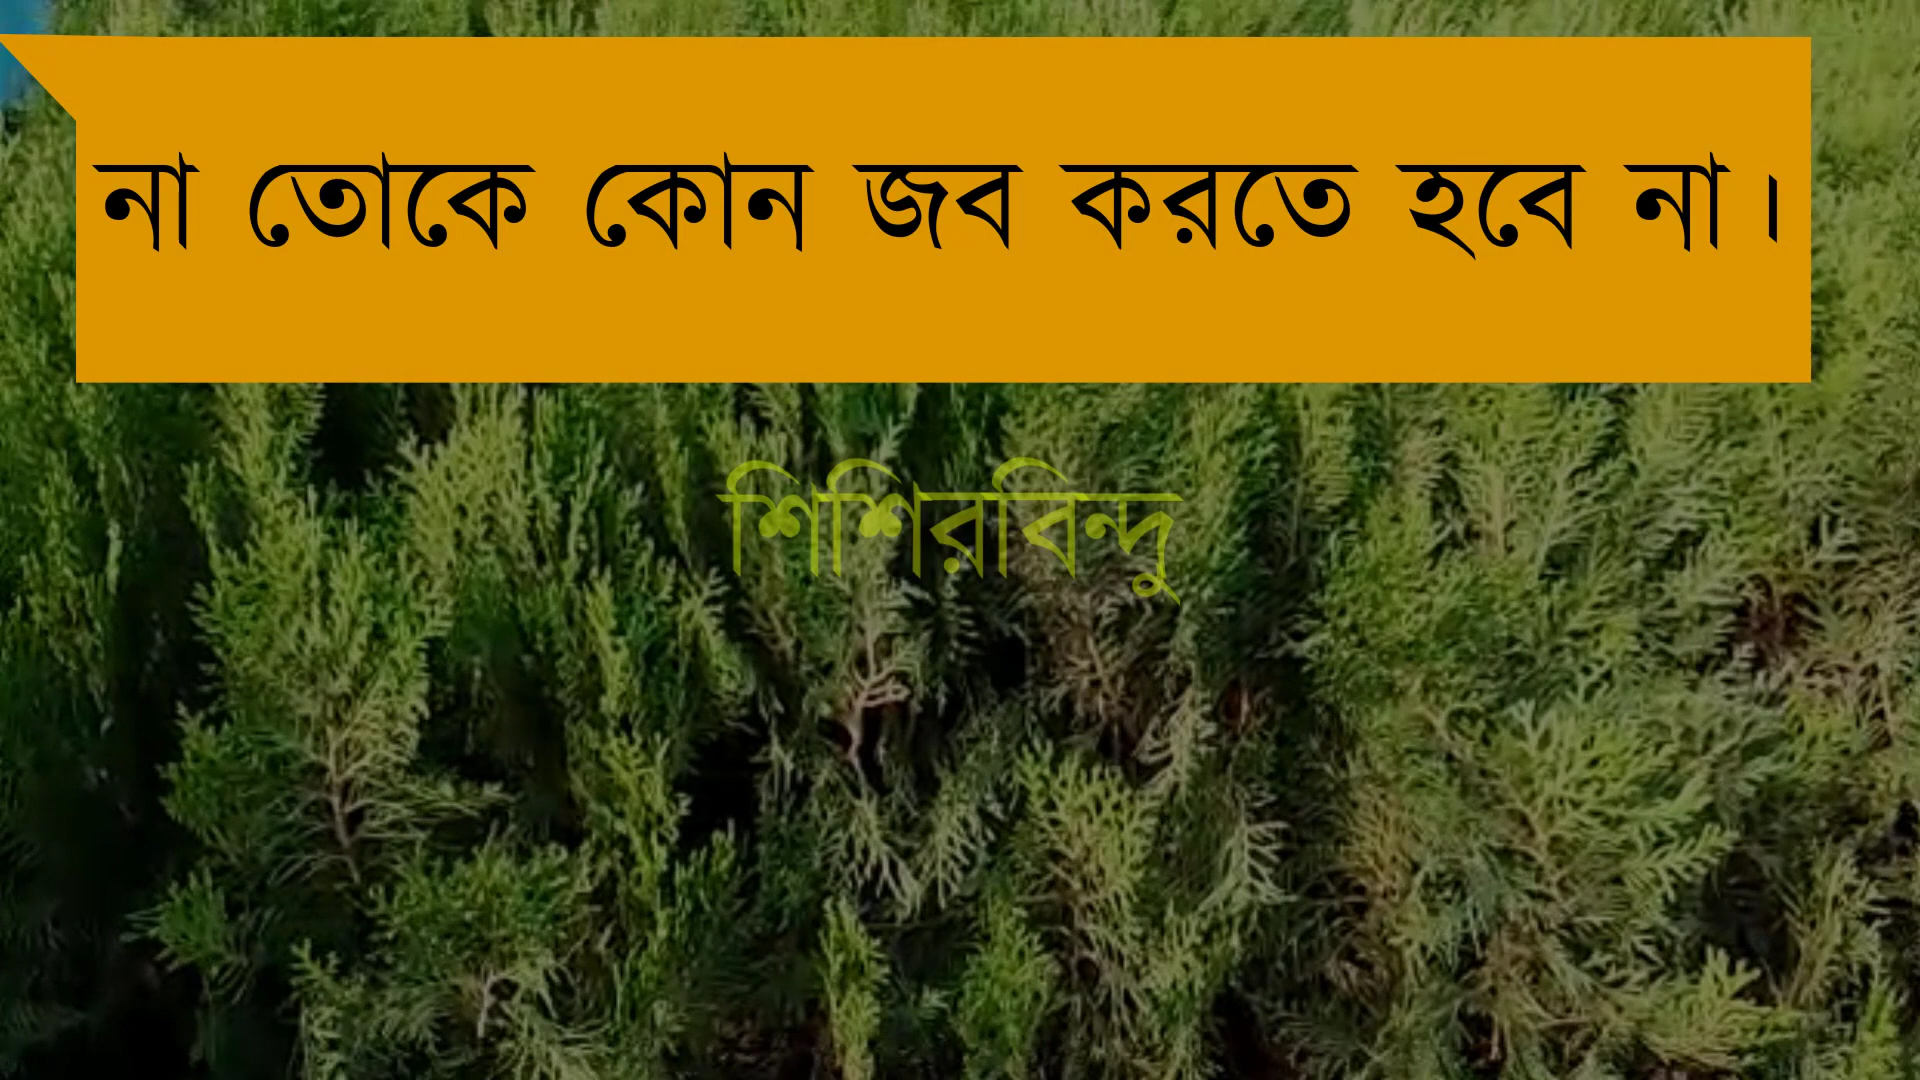 না তোকে কোন জব করতে হবে না।
শিশিরবিন্দু